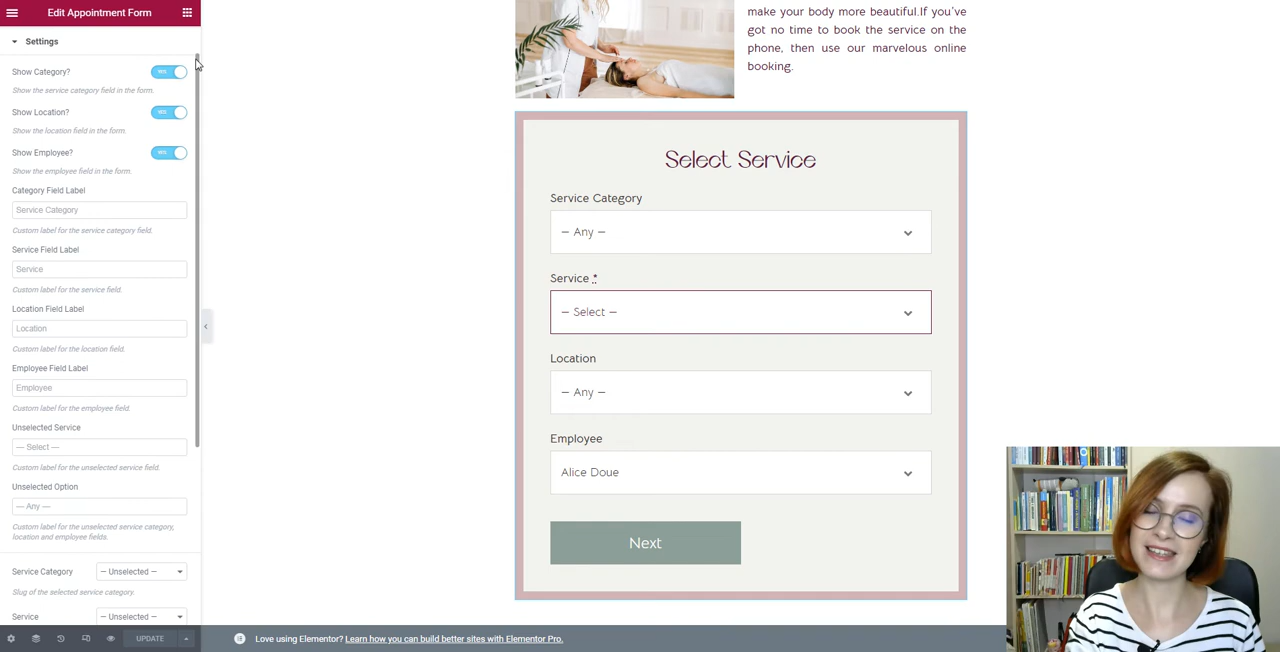 Edit Appointment Form
Settings
Show Category?
YES
Show the service category field in the form.
Show Location?
YES
Show the location field in the form.
Show Employee?
YES
Show the employee field in the form.
Category Field Label
Service Category
Custom label for the service category field.
Service Field Label
Service
Custom label for the service field.
Location Field Label
Location
Custom label for the location field.
Employee Field Label
Employee
Custom label for the employee field.
Unselected Service
— Select —
Custom label for the unselected service field.
Unselected Option
— Any —
Custom label for the unselected service category,
location and employee fields.
Service Category
— Unselected —
Slug of the selected service category.
Service
— Unselected —
UPDATE
make your body more beautiful.If you've
got no time to book the service on the
phone, then use our marvelous online
booking.
Select Service
Service Category
— Any —
Service *
— Select —
Location
— Any —
Employee
Alice Doue
Next
Love using Elementor? Learn how you can build better sites with Elementor Pro.